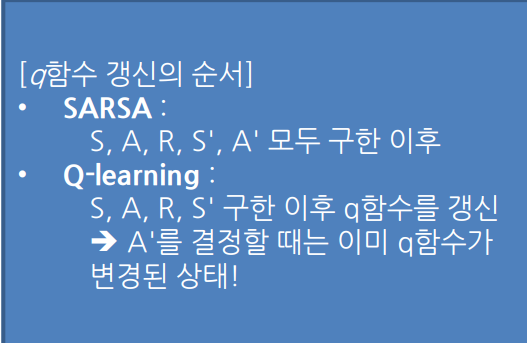 [q함수 갱신의 순서]
• SARSA :
S, A, R, S', A' 모두 구한 이후
• Q-learning :
S, A, R, S' 구한 이후 q함수를 갱신
➔ A'를 결정할 때는 이미 q함수가
변경된 상태!